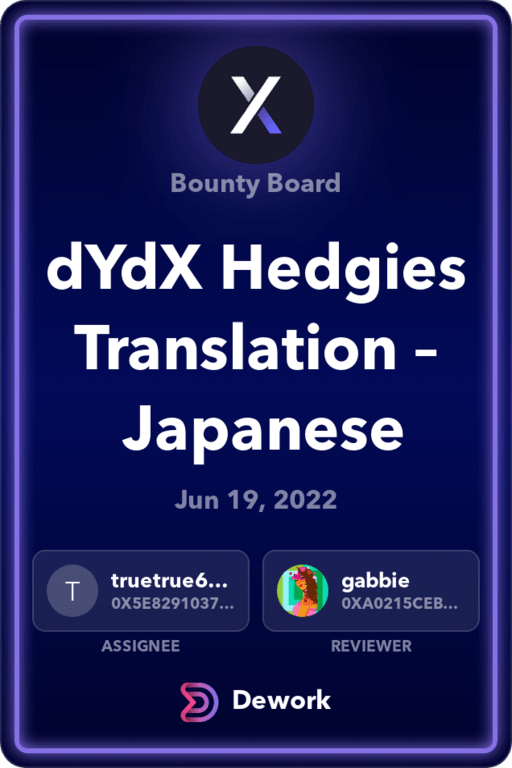 Bounty Board
dYdX Hedgies
Translation –
Japanese
Jun 19, 2022
T
truetrue6...
0X5E8291037...
gabbie
0XA0215CEB...
ASSIGNEE
REVIEWER
Dework